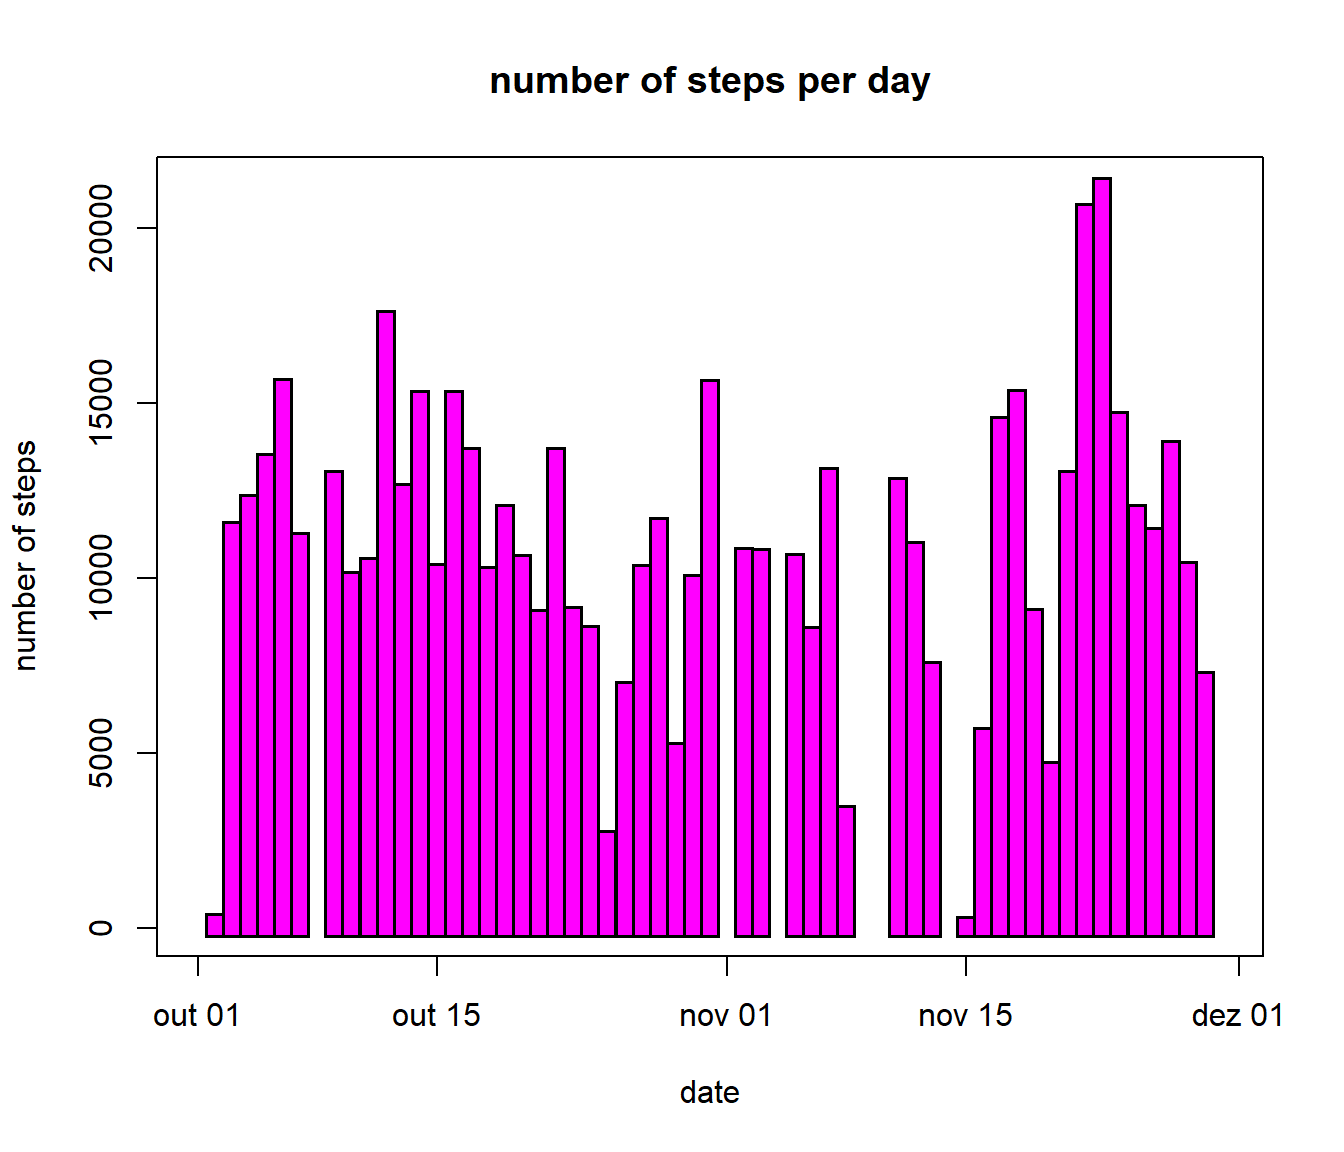 number of steps per day
number of steps
20000
15000
10000
5000
0
out 01
out 15
nov 01
nov 15
dez 01
date